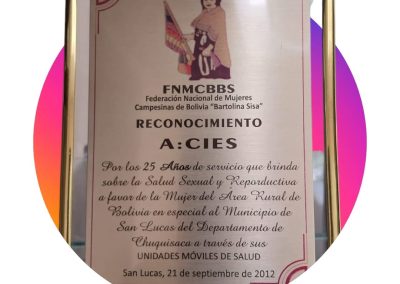 FNMCBBS
Federación Nacional de Mujeres
Campesinas de Bolivia "Bartolina Sisa"
RECONOCIMIENTO
A:CIES
Por los 25 Años de servicio que brinda
sobre la Salud Sexual y Reporductiva
a favor de la Mujer del Area Rural de
Bolivia en especial al Municipio de
San Lucas del Departamento de
Chuquisaca a través de sus
UNIDADES MÓVILES DE SALUD
San Lucas, 21 de septiembre de 2012